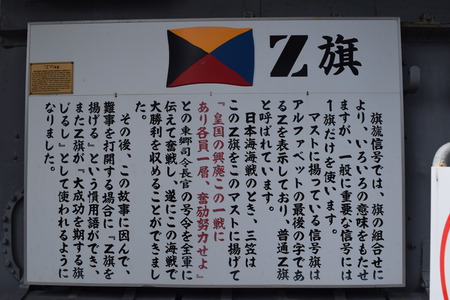 Z旗
旗旒信号では、旗の組合せに
より、いろいろの意味をもたせ
ますが、一般に重要な信号には
1旗だけを使います。
マストに揚っている信号旗は
アルファベットの最後の字であ
るZを表示しており、普通Z旗
と呼ばれています。
日本海海戦のとき、三笠は
このZ旗をこのマストに揚げて
『皇国の興廃この一戦に
あり各員一層、奮励努力せよ』
との東郷司令長官の号令を全軍に
伝えて奮戦し、遂にこの海戦で
大勝利を収めることができまし
た。
その後、この故事に因んで、
難事を打開する場合に「Z旗を
揚げる」という慣用語ができ、
またZ旗が『大成功を期する旗
じるし』として使われるように
なりました。